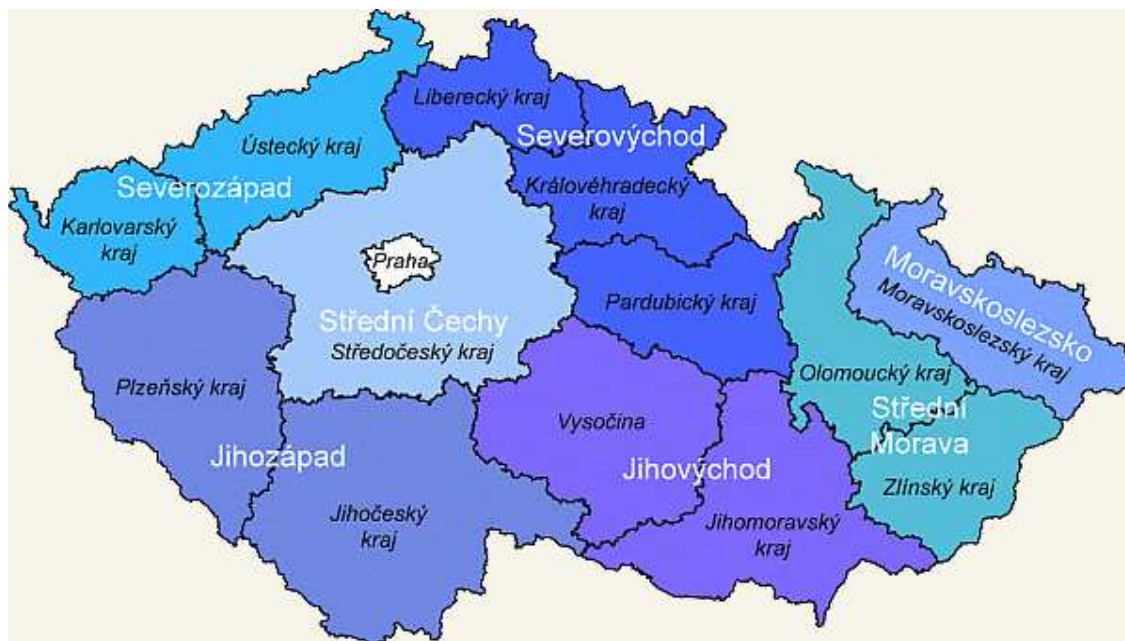 Liberecký kraj
Severovýchod
Ústecký kraj
Severozápad
Královéhradecký
kraj
Karlovarský
kraj
Praha
Moravskoslezsko
Moravskoslezský kraj
Pardubický kraj
Střední Čechy
Středočeský kraj
Plzeňský kraj
Olomoucký kraj
Střední
Morava
Vysočina
Jihozápad
Jihovýchod
Zlínský kraj
Jihočeský
kraj
Jihomoravský
kraj